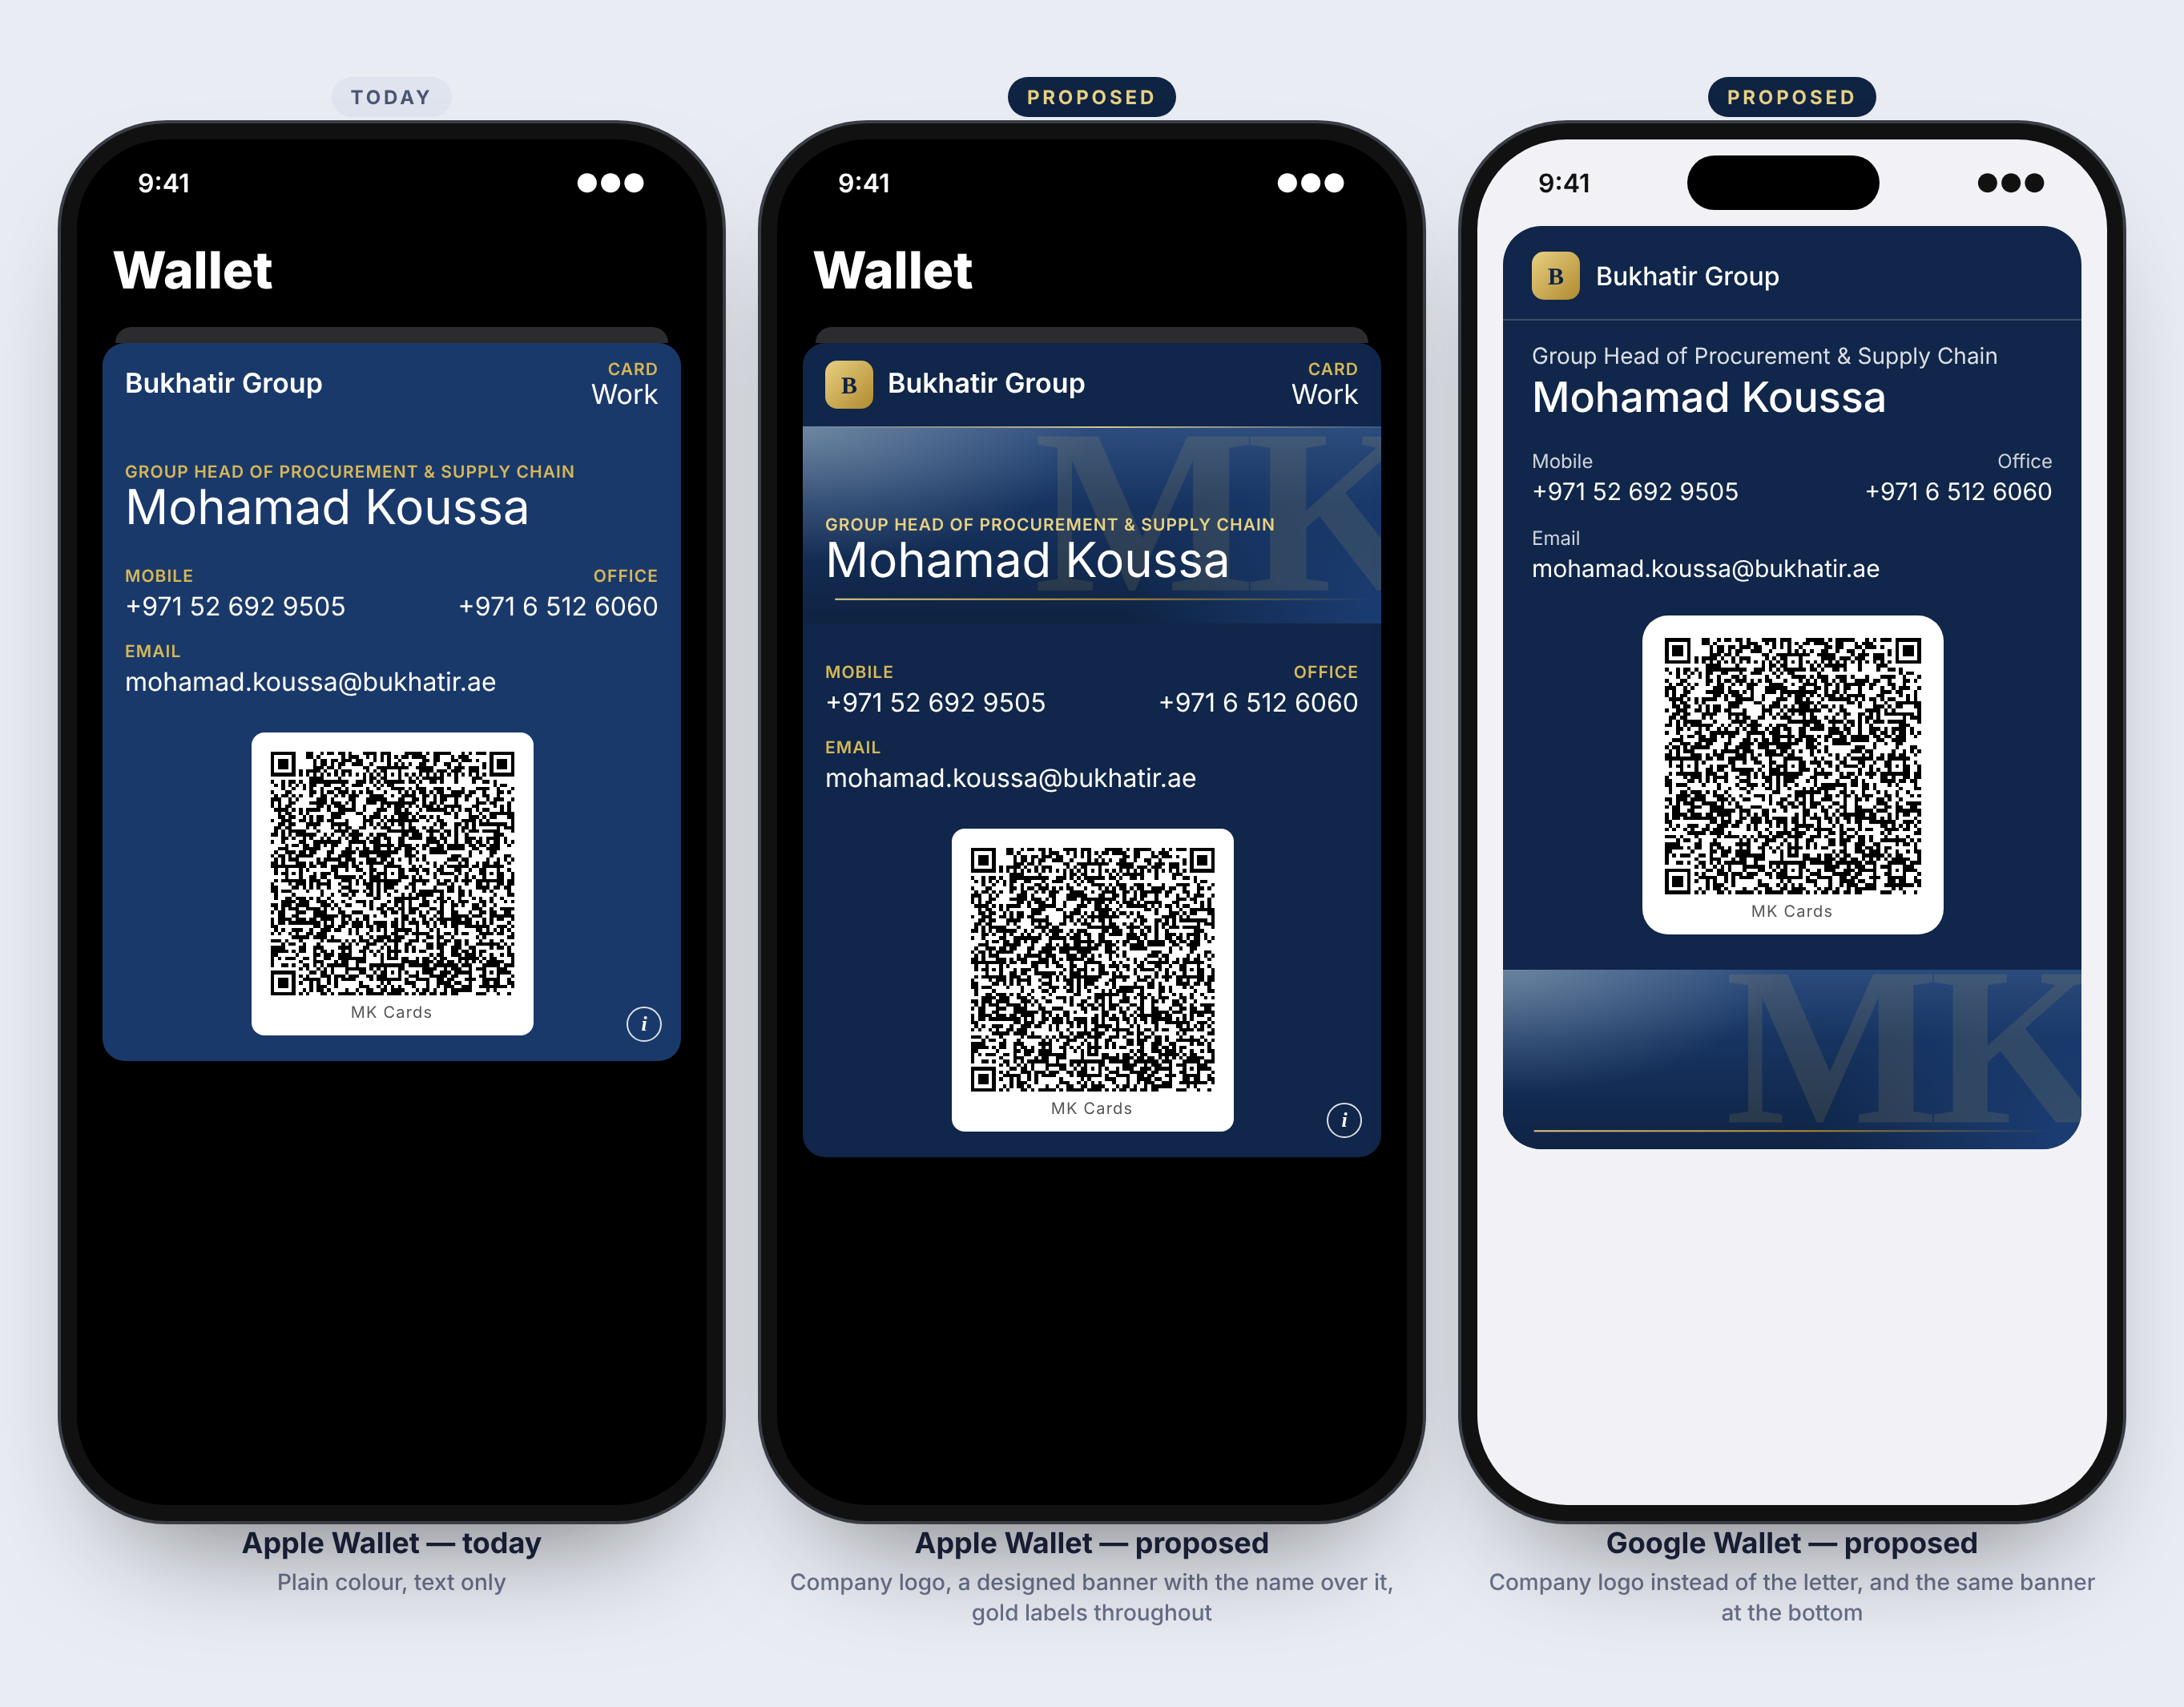 TODAY
9:41
Wallet
Bukhatir Group
CARD
Work
GROUP HEAD OF PROCUREMENT & SUPPLY CHAIN
Mohamad Koussa
MOBILE
OFFICE
+971 52 692 9505
+971 6 512 6060
EMAIL
mohamad.koussa@bukhatir.ae
MK Cards
i
Apple Wallet — today
Plain colour, text only
PROPOSED
9:41
Wallet
B
Bukhatir Group
CARD
Work
MK
GROUP HEAD OF PROCUREMENT & SUPPLY CHAIN
Mohamad Koussa
MOBILE
OFFICE
+971 52 692 9505
+971 6 512 6060
EMAIL
mohamad.koussa@bukhatir.ae
MK Cards
i
Apple Wallet — proposed
Company logo, a designed banner with the name over it,
gold labels throughout
PROPOSED
9:41
B
Bukhatir Group
Group Head of Procurement & Supply Chain
Mohamad Koussa
Mobile
Office
+971 52 692 9505
+971 6 512 6060
Email
mohamad.koussa@bukhatir.ae
MK Cards
MK
Google Wallet — proposed
Company logo instead of the letter, and the same banner
at the bottom